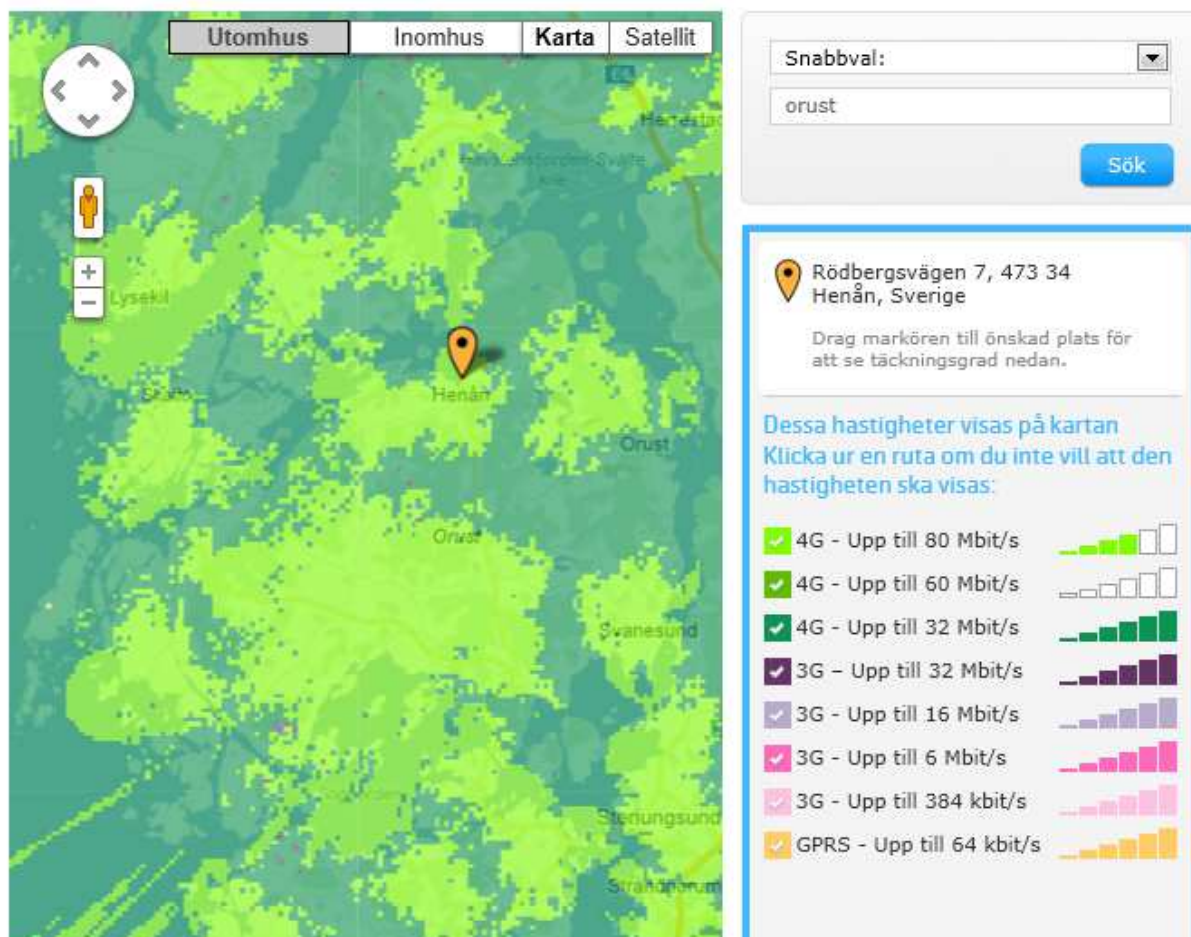 Utomhus
Inomhus
Karta
Satellit
Herrestad
Lysekil
Henån
Orust
Orust
Svanesund
Stenungsund
Snabbval:
orust
Sök
Rödbergsvägen 7, 473 34
Henån, Sverige
Drag markören till önskad plats för
att se täckningsgrad nedan.
Dessa hastigheter visas på kartan
Klicka ur en ruta om du inte vill att den
hastigheten ska visas:
4G - Upp till 80 Mbit/s
4G - Upp till 60 Mbit/s
4G - Upp till 32 Mbit/s
3G – Upp till 32 Mbit/s
3G - Upp till 16 Mbit/s
3G - Upp till 6 Mbit/s
3G - Upp till 384 kbit/s
GPRS - Upp till 64 kbit/s